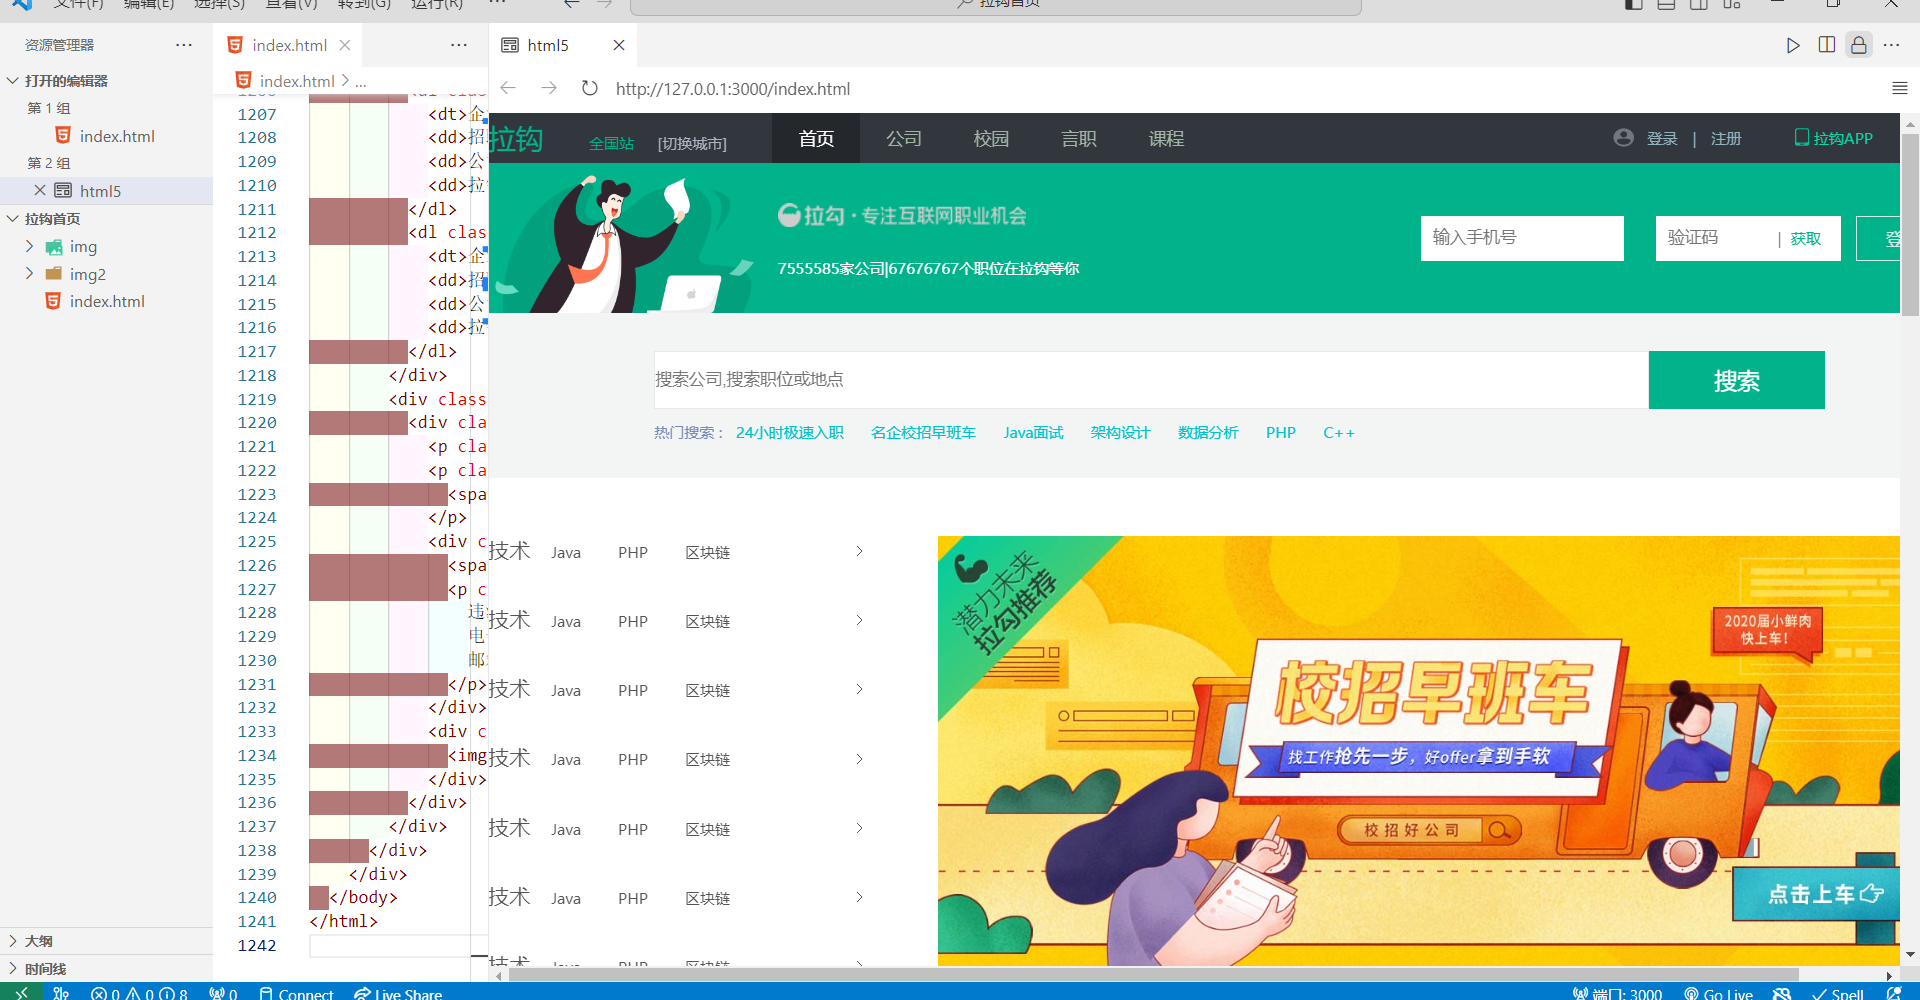 文件(F) 编辑(E) 选择(S) 查看(V) 转到(G) 运行(R) ···
拉钩首页
资源管理器
index.html
html5
打开的编辑器
第 1 组
index.html
第 2 组
html5
拉钩首页
img
img2
index.html
大纲
时间线
index.html > ...
http://127.0.0.1:3000/index.html
1207 <dt>企
1208 <dd>招
1209 <dd>公
1210 <dd>拉
1211 </dl>
1212 <dl clas
1213 <dt>企
1214 <dd>招
1215 <dd>公
1216 <dd>拉
1217 </dl>
1218 </div>
1219 <div class
1220 <div cla
1221 <p cla
1222 <p cla
1223 <spa
1224 </p>
1225 <div c
1226 <spa
1227 <p c
1228 违
1229 电
1230 邮
1231 </p>
1232 </div>
1233 <div c
1234 <img
1235 </div>
1236 </div>
1237 </div>
1238 </div>
1239 </div>
1240 </body>
1241 </html>
1242
拉钩 全国站 [切换城市] 首页 公司 校园 言职 课程 登录 | 注册 拉钩APP
拉勾·专注互联网职业机会
7555585家公司|67676767个职位在拉钩等你
输入手机号 验证码 | 获取 登
搜索公司,搜索职位或地点 搜索
热门搜索： 24小时极速入职 名企校招早班车 Java面试 架构设计 数据分析 PHP C++
技术 Java PHP 区块链
技术 Java PHP 区块链
技术 Java PHP 区块链
技术 Java PHP 区块链
技术 Java PHP 区块链
技术 Java PHP 区块链
技术 Java PHP 区块链
潜力未来
拉勾推荐
2020届小鲜肉
快上车!
校招早班车
找工作抢先一步，好offer拿到手软
校招好公司
点击上车
0 0 8 0 Connect Live Share 端口: 3000 Go Live Spell